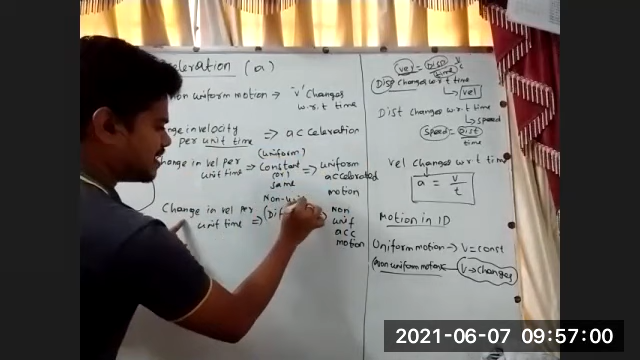 celeration (a)
non uniform motion → 'v' changes
w.r.t time
nge in velocity
per unit time => acceleration
(uniform)
hange in vel per
unit time => constant => uniform
(or) accelerated
same motion
Non-uni
Change in vel per
unit time => (Dif non
unif
acc
motion
vel = Disp
time
(Disp changes w.r.t time
↳ vel
Dist changes w.r.t time
↳ speed
Speed = Dist
time
vel changes w.r.t time
a = v
t
Motion in 1D
Uniform motion → V = const
(Non uniform motion ← V → changes
2021-06-07 09:57:00